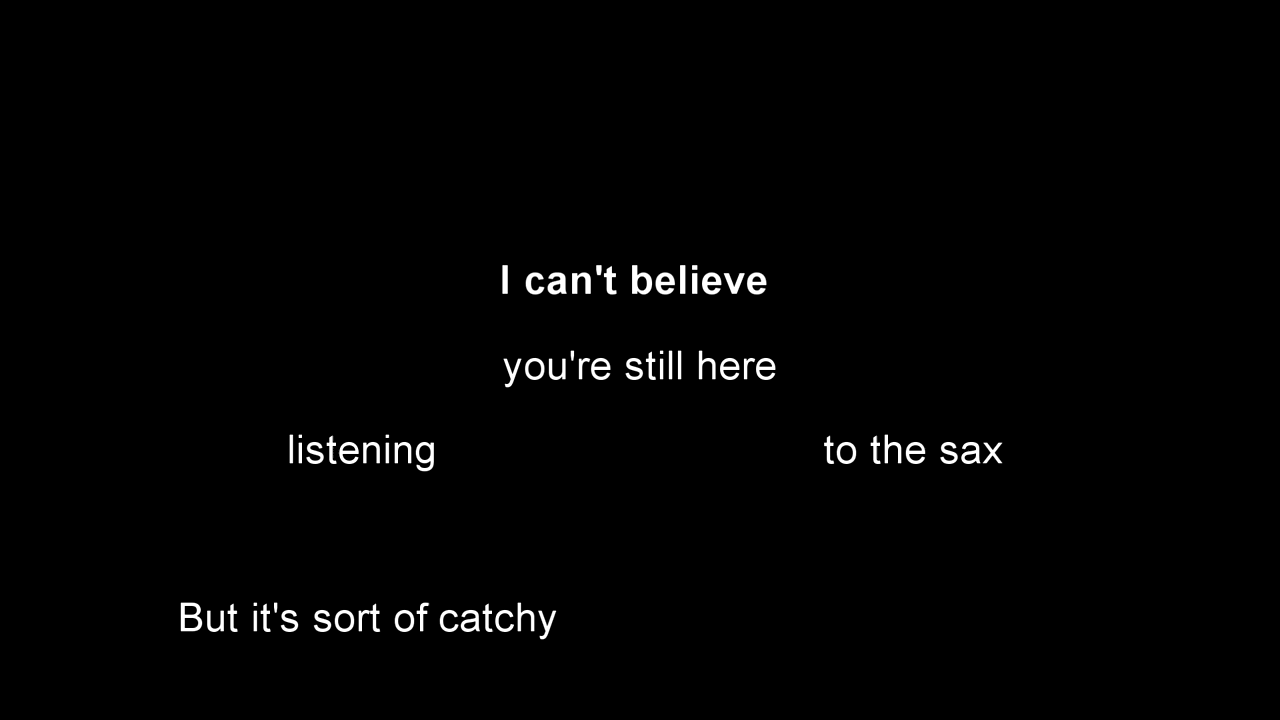 I can't believe
you're still here
listening to the sax
But it's sort of catchy